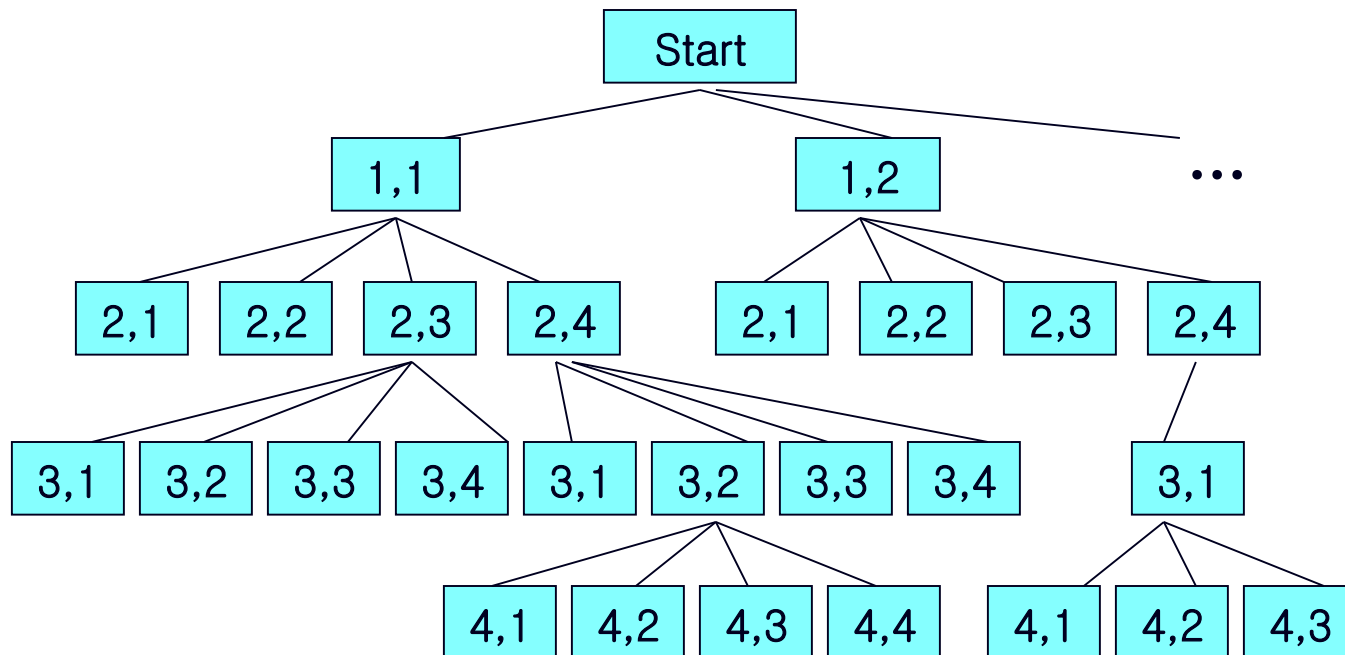 Start
1,1 1,2 ...
2,1 2,2 2,3 2,4 2,1 2,2 2,3 2,4
3,1 3,2 3,3 3,4 3,1 3,2 3,3 3,4 3,1
4,1 4,2 4,3 4,4 4,1 4,2 4,3